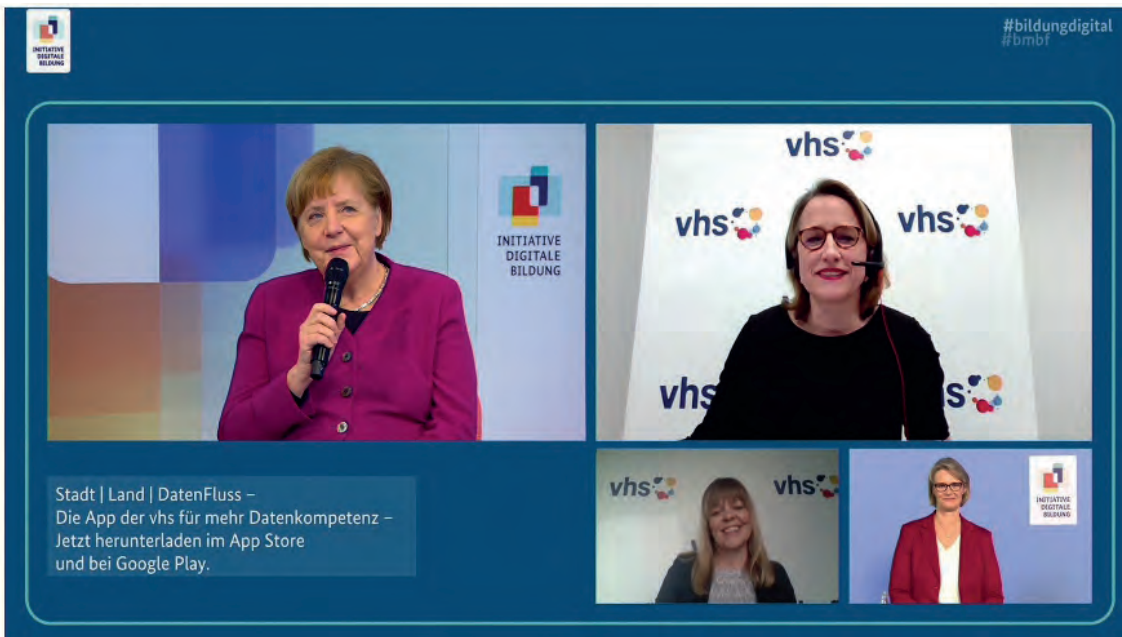 INITIATIVE
DIGITALE
BILDUNG
#bildungdigital
#bmbf
INITIATIVE
DIGITALE
BILDUNG
vhs
vhs
vhs
vhs
hs
Stadt | Land | DatenFluss –
Die App der vhs für mehr Datenkompetenz –
Jetzt herunterladen im App Store
und bei Google Play.
vhs
vhs
INITIATIVE
DIGITALE
BILDUNG